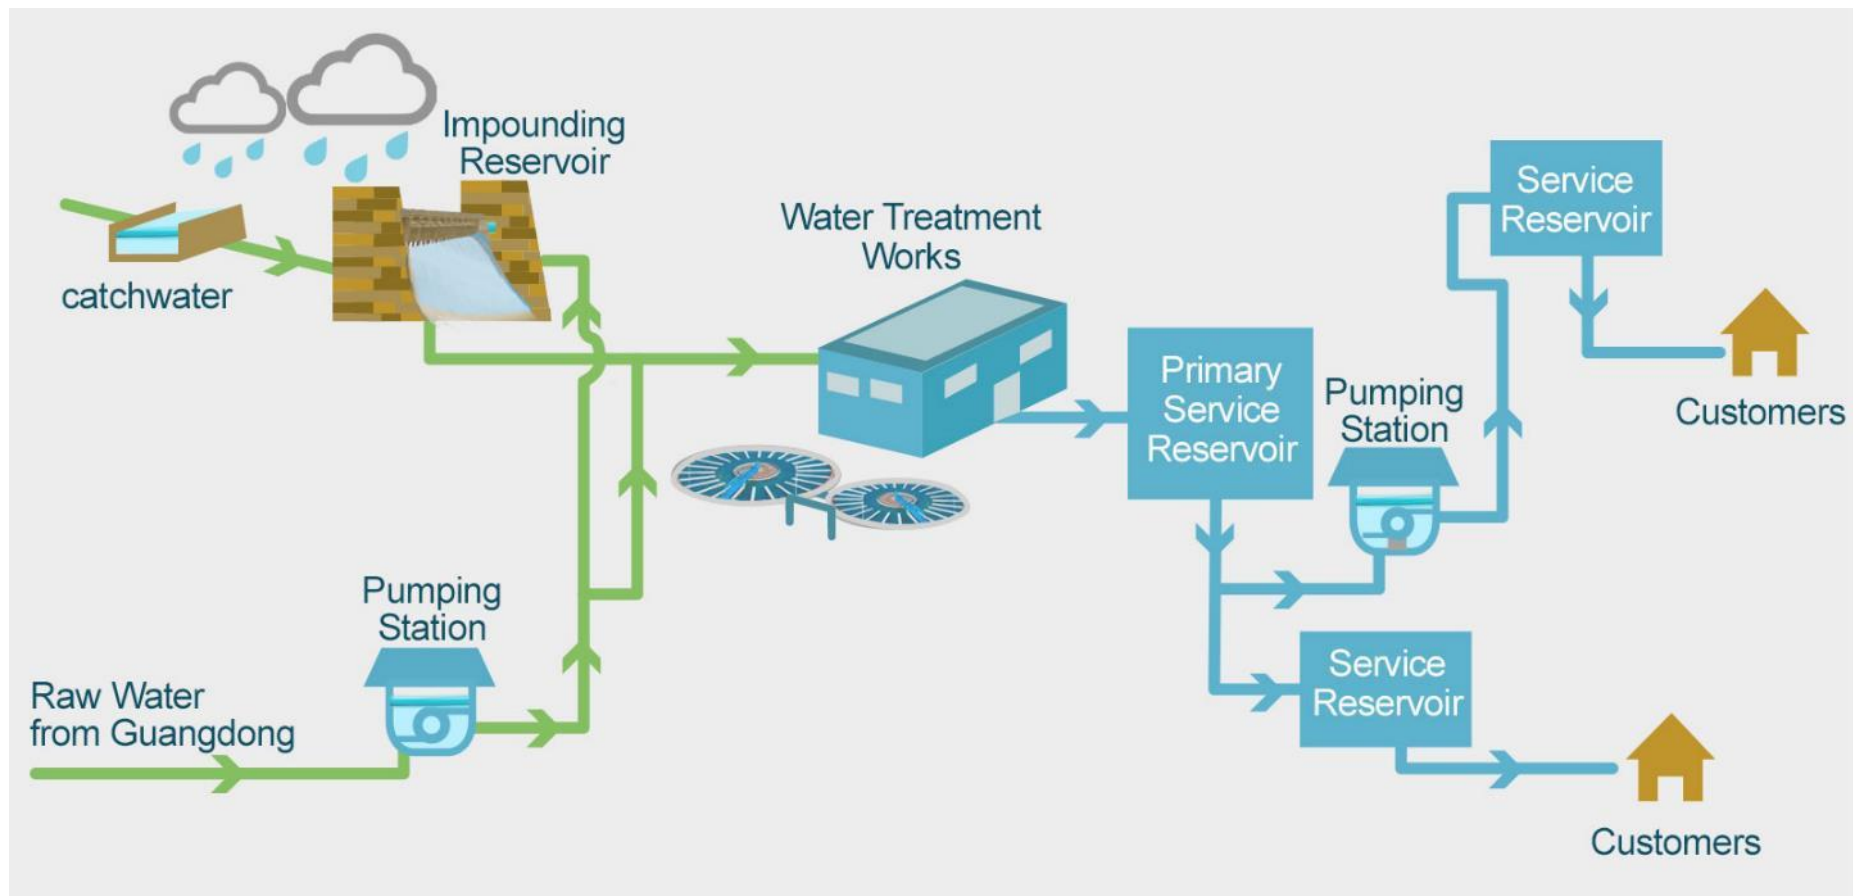 Impounding
Reservoir
catchwater
Water Treatment
Works
Service
Reservoir
Primary
Service
Reservoir
Pumping
Station
Customers
Pumping
Station
Raw Water
from Guangdong
Service
Reservoir
Customers